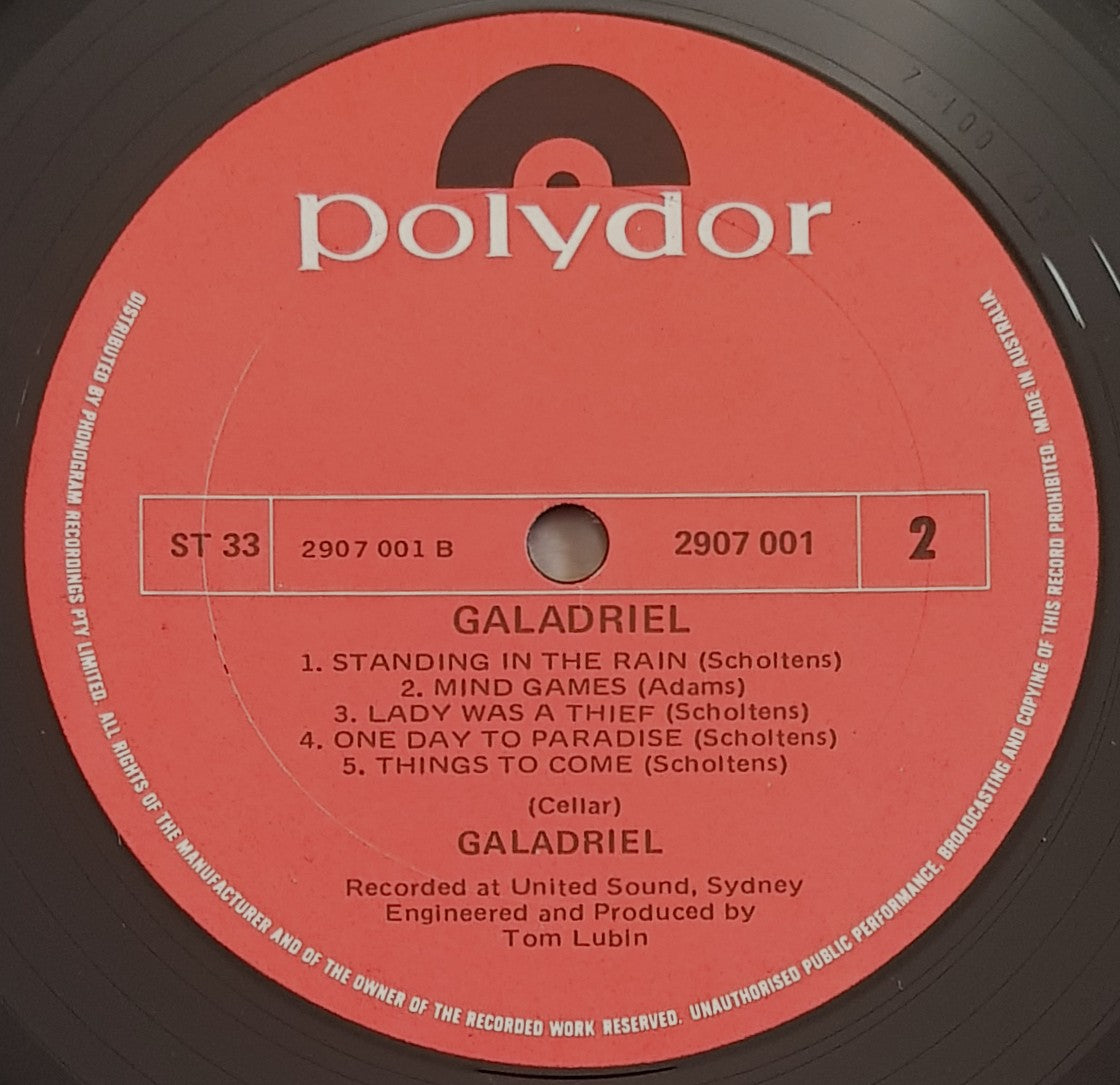 polydor
ST 33
2907 001 B
2907 001
2
GALADRIEL
1. STANDING IN THE RAIN (Scholtens)
2. MIND GAMES (Adams)
3. LADY WAS A THIEF (Scholtens)
4. ONE DAY TO PARADISE (Scholtens)
5. THINGS TO COME (Scholtens)
(Cellar)
GALADRIEL
Recorded at United Sound, Sydney
Engineered and Produced by
Tom Lubin
DISTRIBUTED BY PHONOGRAM RECORDINGS PTY LIMITED. ALL RIGHTS OF THE MANUFACTURER AND OF THE OWNER OF THE RECORDED WORK RESERVED. UNAUTHORISED PUBLIC PERFORMANCE, BROADCASTING AND COPYING OF THIS RECORD PROHIBITED. MADE IN AUSTRALIA